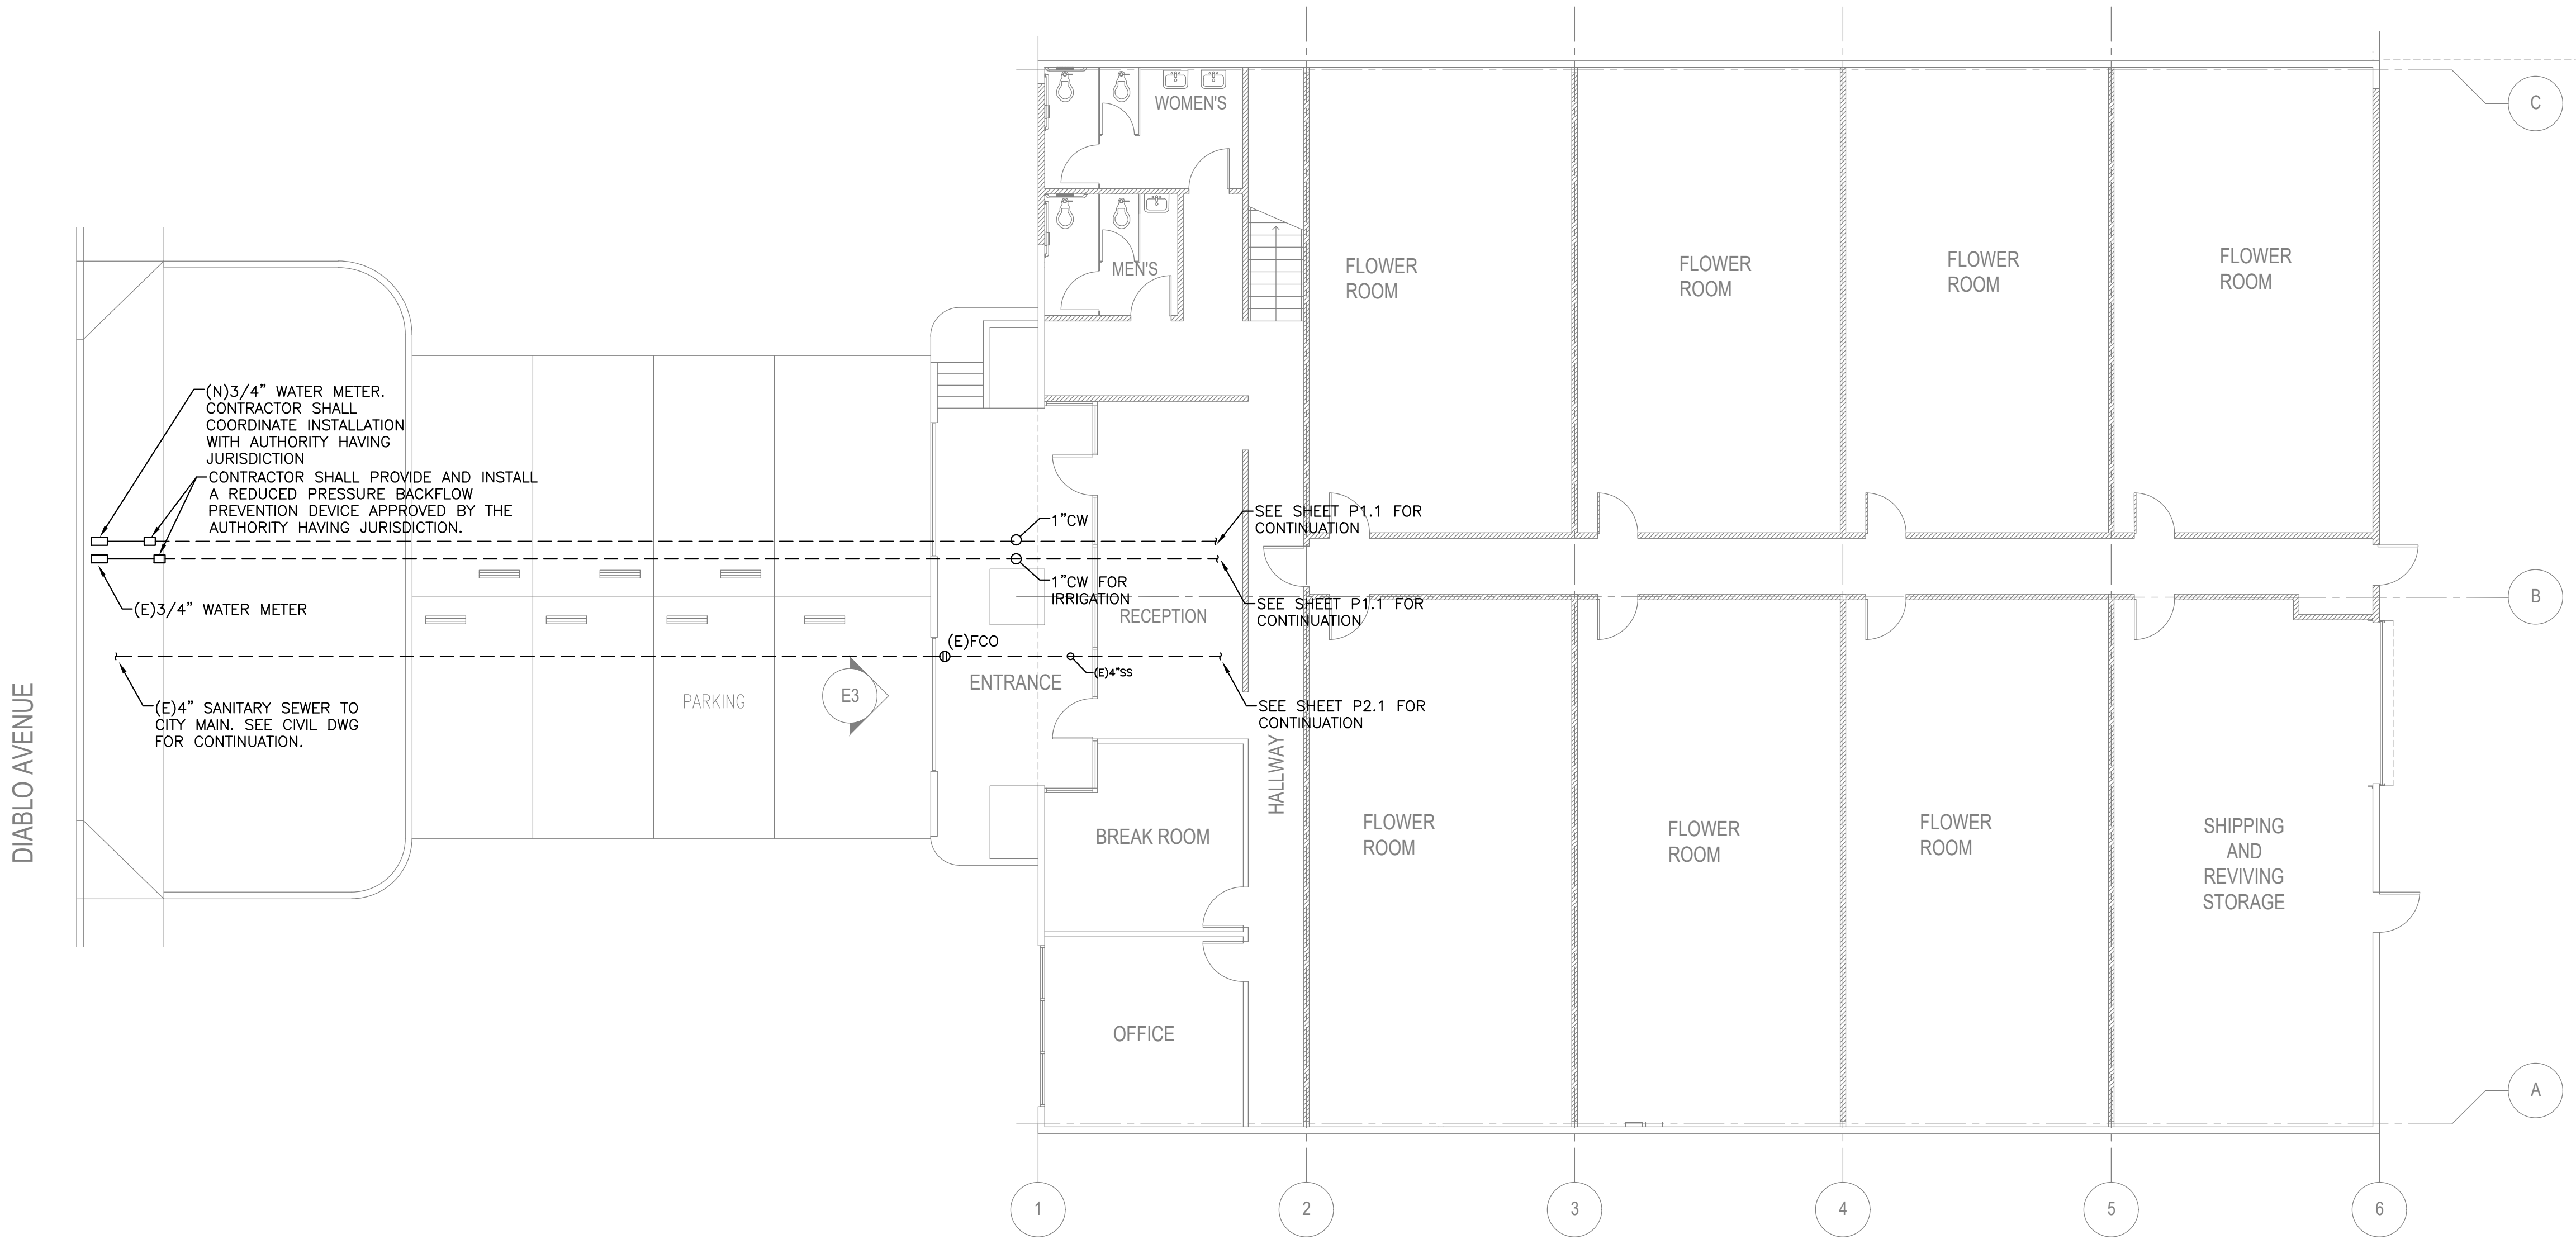 C
WOMEN'S
MEN'S
FLOWER
ROOM
FLOWER
ROOM
FLOWER
ROOM
FLOWER
ROOM
(N)3/4" WATER METER.
CONTRACTOR SHALL
COORDINATE INSTALLATION
WITH AUTHORITY HAVING
JURISDICTION
CONTRACTOR SHALL PROVIDE AND INSTALL
A REDUCED PRESSURE BACKFLOW
PREVENTION DEVICE APPROVED BY THE
AUTHORITY HAVING JURISDICTION.
1"CW
SEE SHEET P1.1 FOR
CONTINUATION
(E)3/4" WATER METER
1"CW FOR
IRRIGATION
RECEPTION
SEE SHEET P1.1 FOR
CONTINUATION
B
(E)FCO
(E)4"SS
ENTRANCE
(E)4" SANITARY SEWER TO
CITY MAIN. SEE CIVIL DWG
FOR CONTINUATION.
PARKING
E3
SEE SHEET P2.1 FOR
CONTINUATION
DIABLO AVENUE
HALLWAY
BREAK ROOM
FLOWER
ROOM
FLOWER
ROOM
FLOWER
ROOM
SHIPPING
AND
REVIVING
STORAGE
OFFICE
A
1
2
3
4
5
6